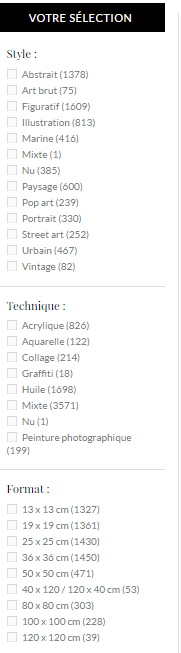 VOTRE SÉLECTION
Style :
Abstrait (1378)
Art brut (75)
Figuratif (1609)
Illustration (813)
Marine (416)
Mixte (1)
Nu (385)
Paysage (600)
Pop art (239)
Portrait (330)
Street art (252)
Urbain (467)
Vintage (82)
Technique :
Acrylique (826)
Aquarelle (122)
Collage (214)
Graffiti (18)
Huile (1698)
Mixte (3571)
Nu (1)
Peinture photographique
(199)
Format :
13 x 13 cm (1327)
19 x 19 cm (1361)
25 x 25 cm (1430)
36 x 36 cm (1450)
50 x 50 cm (471)
40 x 120 / 120 x 40 cm (53)
80 x 80 cm (303)
100 x 100 cm (228)
120 x 120 cm (39)